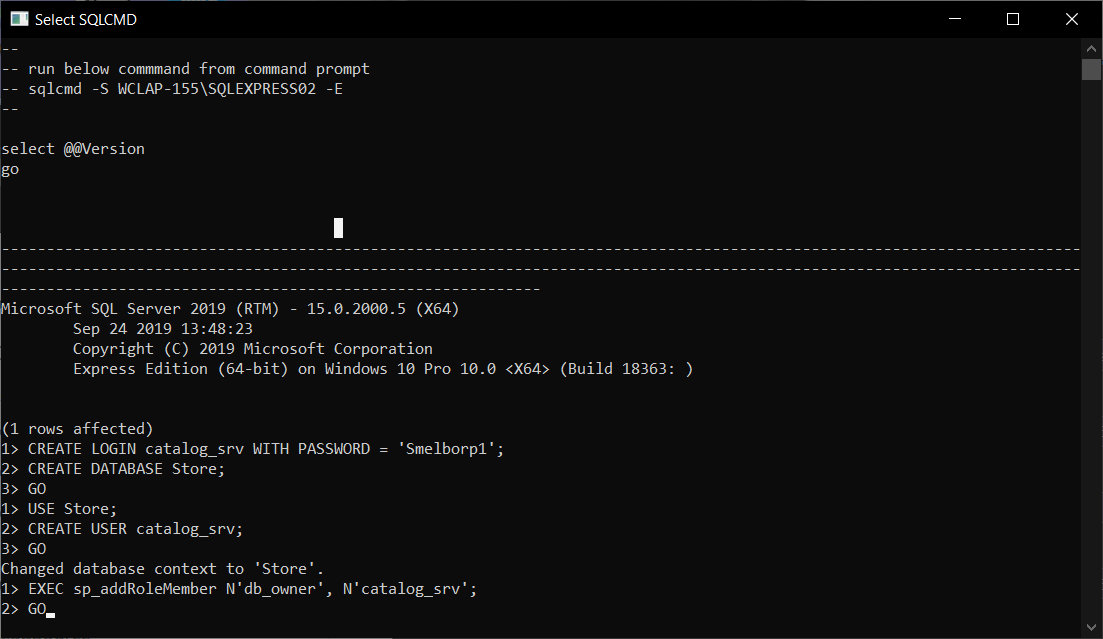 Select SQLCMD
--
-- run below commmand from command prompt
-- sqlcmd -S WCLAP-155\SQLEXPRESS02 -E
--
select @@Version
go
------------------------------------------------------------------------------------------------------------------------
------------------------------------------------------------------------------------------------------------------------
------------------------------------------------------------
Microsoft SQL Server 2019 (RTM) - 15.0.2000.5 (X64)
Sep 24 2019 13:48:23
Copyright (C) 2019 Microsoft Corporation
Express Edition (64-bit) on Windows 10 Pro 10.0 <X64> (Build 18363: )
(1 rows affected)
1> CREATE LOGIN catalog_srv WITH PASSWORD = 'Smelborp1';
2> CREATE DATABASE Store;
3> GO
1> USE Store;
2> CREATE USER catalog_srv;
3> GO
Changed database context to 'Store'.
1> EXEC sp_addRoleMember N'db_owner', N'catalog_srv';
2> GO